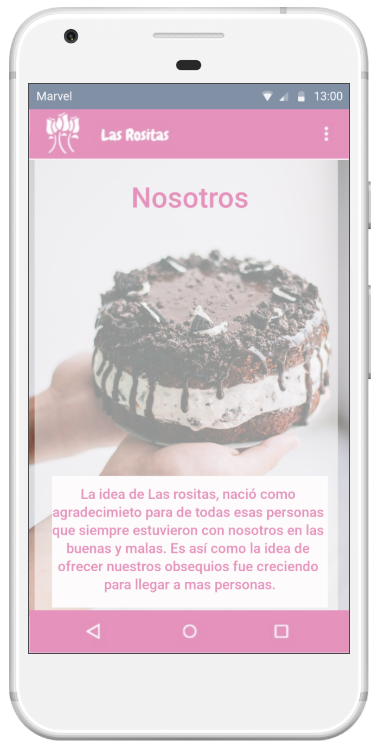 Marvel 13:00
Las Rositas
Nosotros
La idea de Las rositas, nació como
agradecimieto para de todas esas personas
que siempre estuvieron con nosotros en las
buenas y malas. Es así como la idea de
ofrecer nuestros obsequios fue creciendo
para llegar a mas personas.